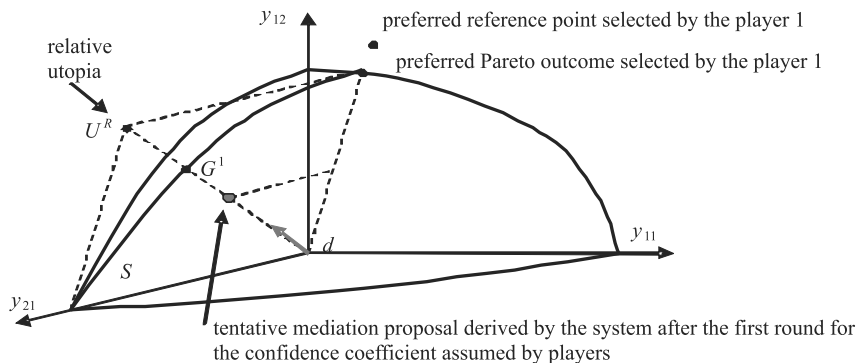 y12
preferred reference point selected by the player 1
relative
utopia
preferred Pareto outcome selected by the player 1
U^R
G^1
d
y11
S
y21
tentative mediation proposal derived by the system after the first round for
the confidence coefficient assumed by players